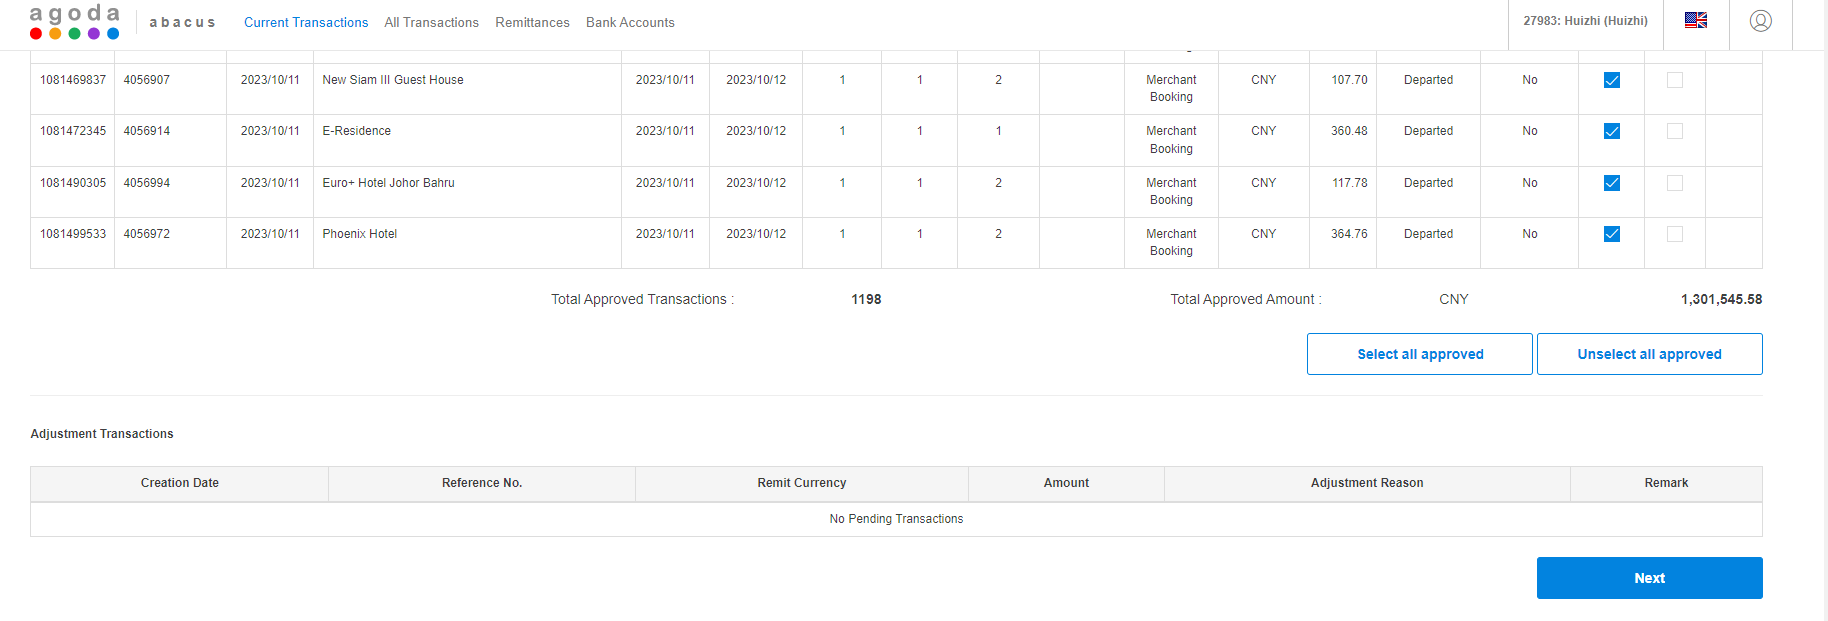 agoda
abacus Current Transactions All Transactions Remittances Bank Accounts 27983: Huizhi (Huizhi)
1081469837 4056907 2023/10/11 New Siam III Guest House 2023/10/11 2023/10/12 1 1 2 Merchant CNY 107.70 Departed No
Booking
1081472345 4056914 2023/10/11 E-Residence 2023/10/11 2023/10/12 1 1 1 Merchant CNY 360.48 Departed No
Booking
1081490305 4056994 2023/10/11 Euro+ Hotel Johor Bahru 2023/10/11 2023/10/12 1 1 2 Merchant CNY 117.78 Departed No
Booking
1081499533 4056972 2023/10/11 Phoenix Hotel 2023/10/11 2023/10/12 1 1 2 Merchant CNY 364.76 Departed No
Booking
Total Approved Transactions : 1198 Total Approved Amount : CNY 1,301,545.58
Select all approved Unselect all approved
Adjustment Transactions
Creation Date Reference No. Remit Currency Amount Adjustment Reason Remark
No Pending Transactions
Next